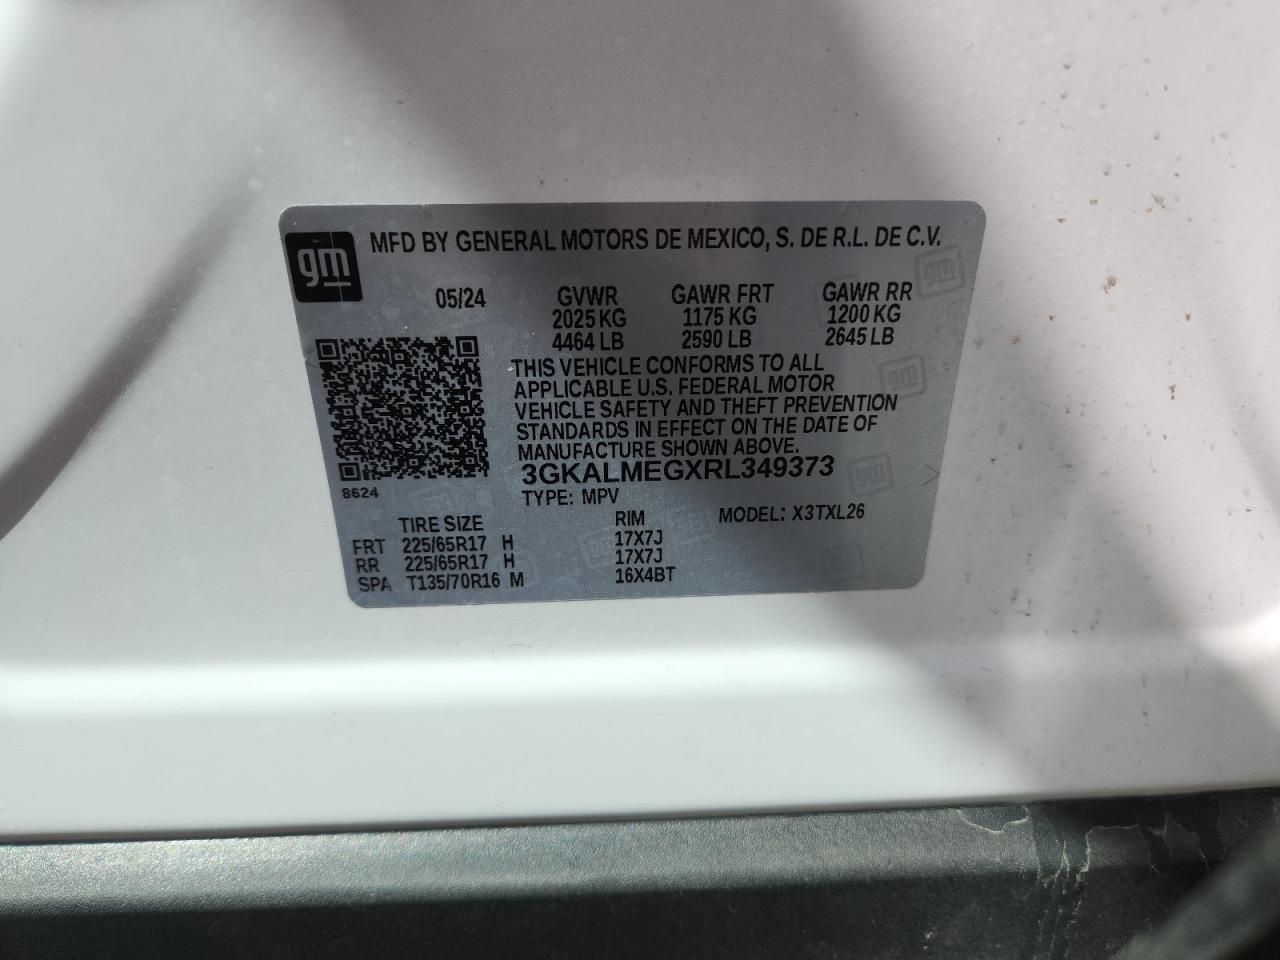 gm
MFD BY GENERAL MOTORS DE MEXICO, S. DE R.L. DE C.V.
05/24 GVWR GAWR FRT GAWR RR
2025 KG 1175 KG 1200 KG
4464 LB 2590 LB 2645 LB
THIS VEHICLE CONFORMS TO ALL
APPLICABLE U.S. FEDERAL MOTOR
VEHICLE SAFETY AND THEFT PREVENTION
STANDARDS IN EFFECT ON THE DATE OF
MANUFACTURE SHOWN ABOVE.
3GKALMEGXRL349373
8624
TYPE: MPV
TIRE SIZE RIM MODEL: X3TXL26
FRT 225/65R17 H 17X7J
RR 225/65R17 H 17X7J
SPA T135/70R16 M 16X4BT